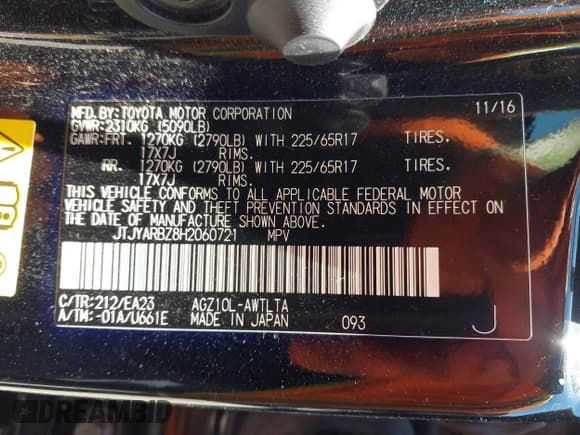 MFD.BY:TOYOTA MOTOR CORPORATION 11/16
GVWR:2310KG (5090LB)
GAWR:FRT. 1270KG (2790LB) WITH 225/65R17 TIRES.
17X7J RIMS.
RR. 1270KG (2790LB) WITH 225/65R17 TIRES.
17X7J RIMS.
THIS VEHICLE CONFORMS TO ALL APPLICABLE FEDERAL MOTOR
VEHICLE SAFETY AND THEFT PREVENTION STANDARDS IN EFFECT ON
THE DATE OF MANUFACTURE SHOWN ABOVE.
JTJYARBZ8H2060721 MPV
C/TR:212/EA23 AGZ10L-AWTLTA
A/TM:-01A/U661E MADE IN JAPAN 093 J
DREAMBID